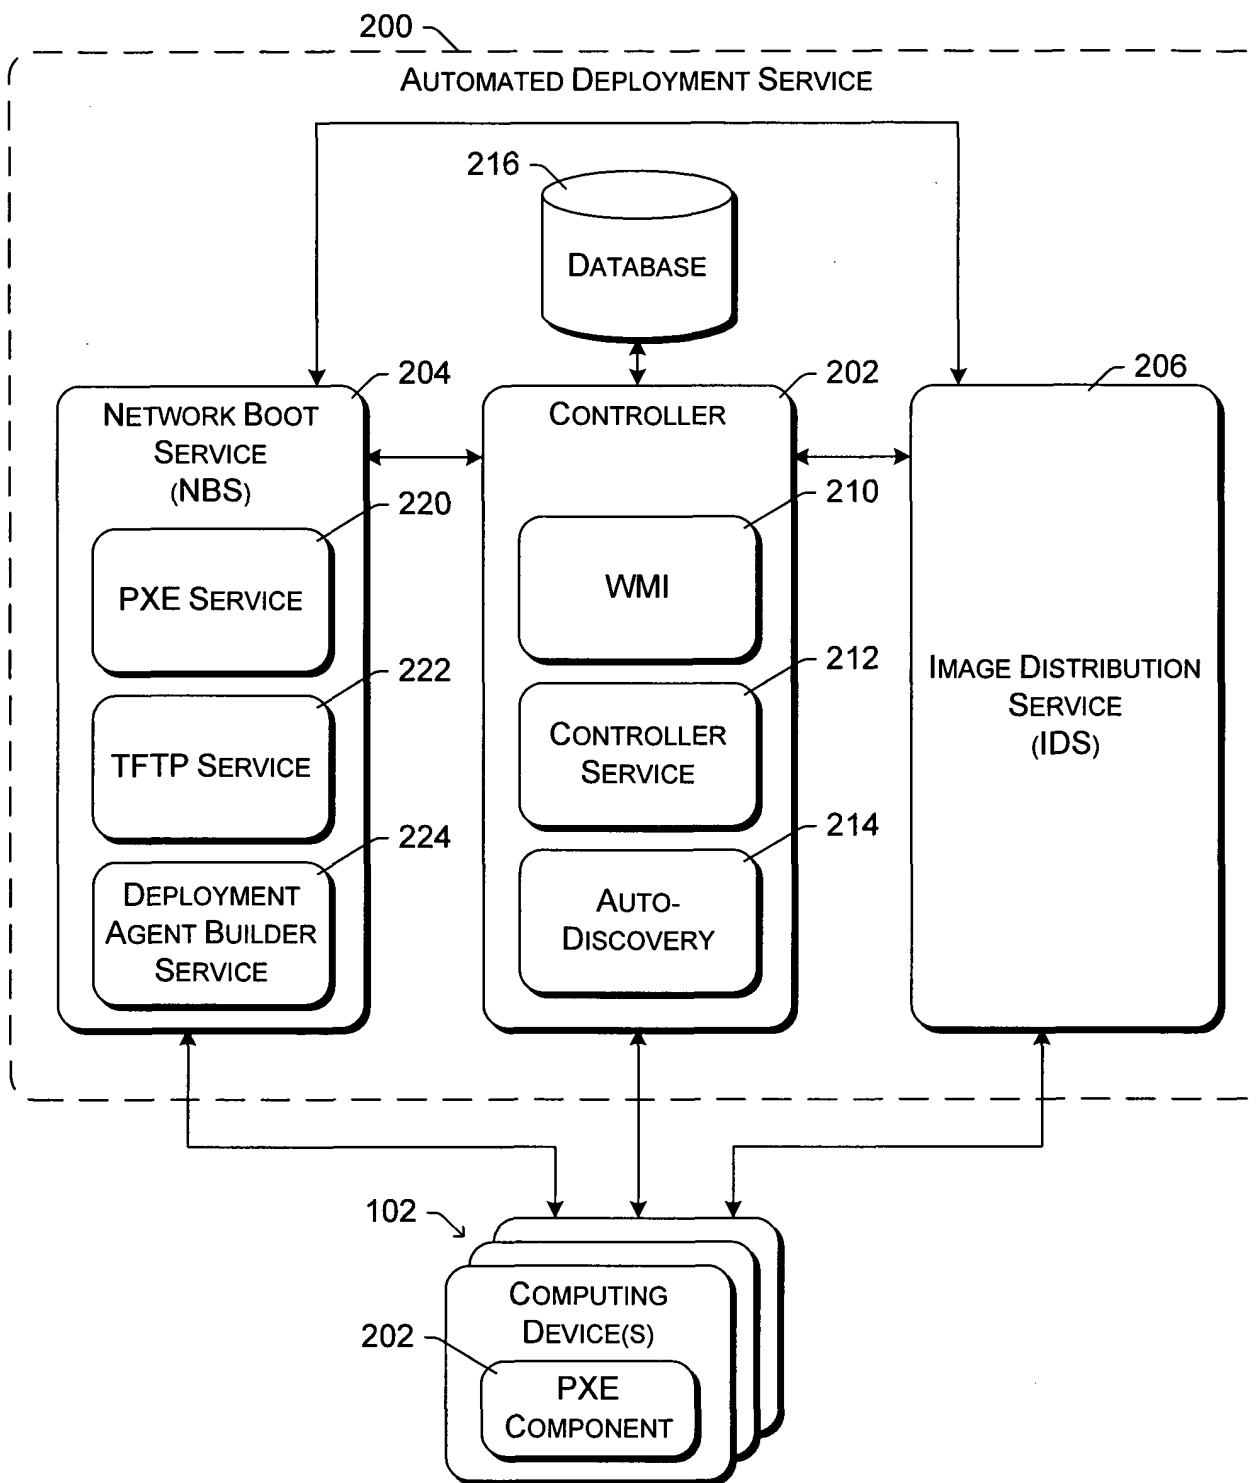 200
AUTOMATED DEPLOYMENT SERVICE
216
DATABASE
204
NETWORK BOOT
SERVICE
(NBS)
220
PXE SERVICE
222
TFTP SERVICE
224
DEPLOYMENT
AGENT BUILDER
SERVICE
202
CONTROLLER
210
WMI
212
CONTROLLER
SERVICE
214
AUTO-
DISCOVERY
206
IMAGE DISTRIBUTION
SERVICE
(IDS)
102
COMPUTING
DEVICE(S)
202
PXE
COMPONENT